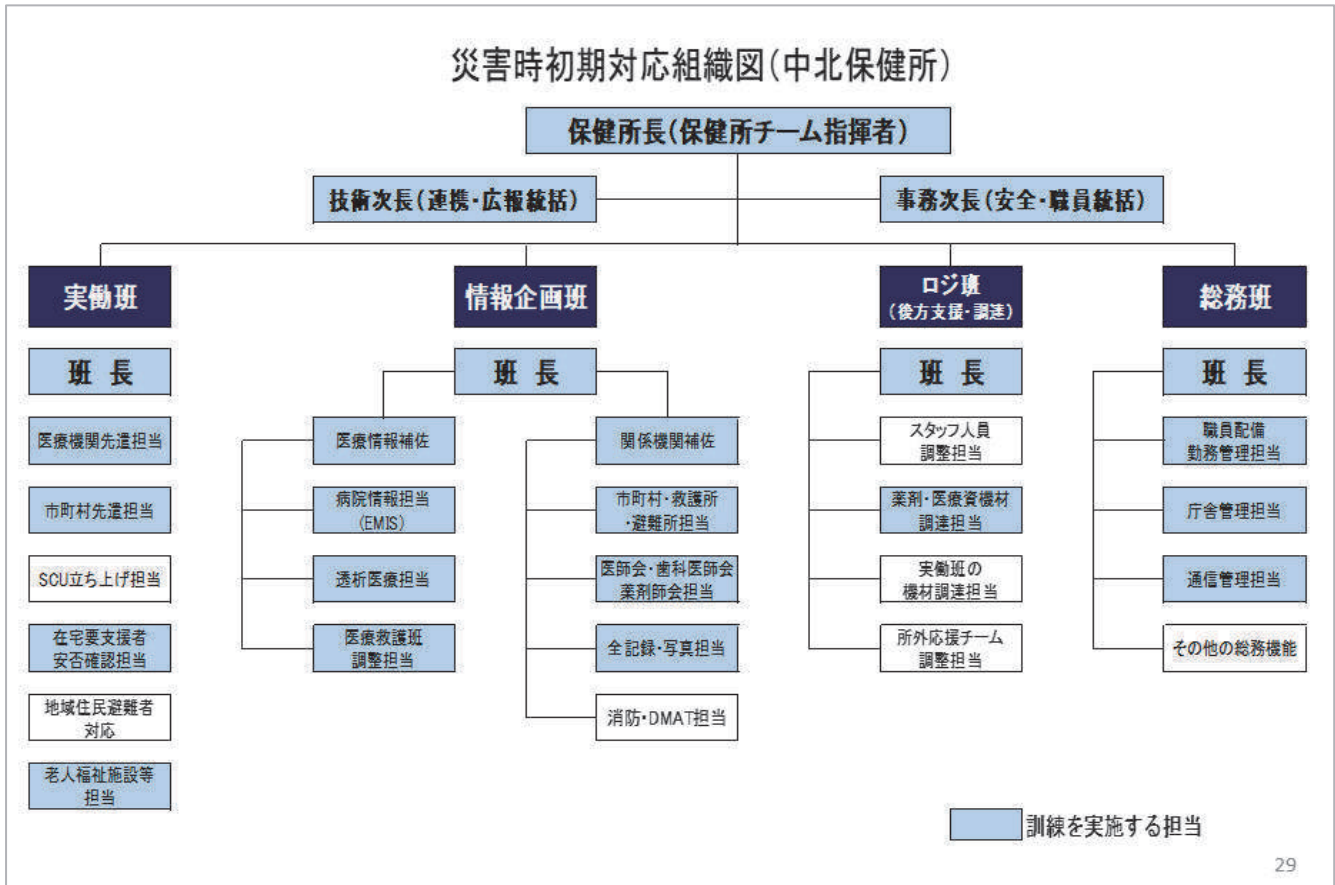 災害時初期対応組織図(中北保健所)
保健所長(保健所チーム指揮者)
技術次長(連携・広報統括)
事務次長(安全・職員統括)
実働班
班 長
医療機関先遣担当
市町村先遣担当
SCU立ち上げ担当
在宅要支援者
安否確認担当
地域住民避難者
対応
老人福祉施設等
担当
情報企画班
班 長
医療情報補佐
病院情報担当
(EMIS)
透析医療担当
医療救護班
調整担当
関係機関補佐
市町村・救護所
・避難所担当
医師会・歯科医師会
薬剤師会担当
全記録・写真担当
消防・DMAT担当
ロジ班
(後方支援・調達)
班 長
スタッフ人員
調整担当
薬剤・医療資機材
調達担当
実働班の
機材調達担当
所外応援チーム
調整担当
総務班
班 長
職員配備
勤務管理担当
庁舎管理担当
通信管理担当
その他の総務機能
訓練を実施する担当
29